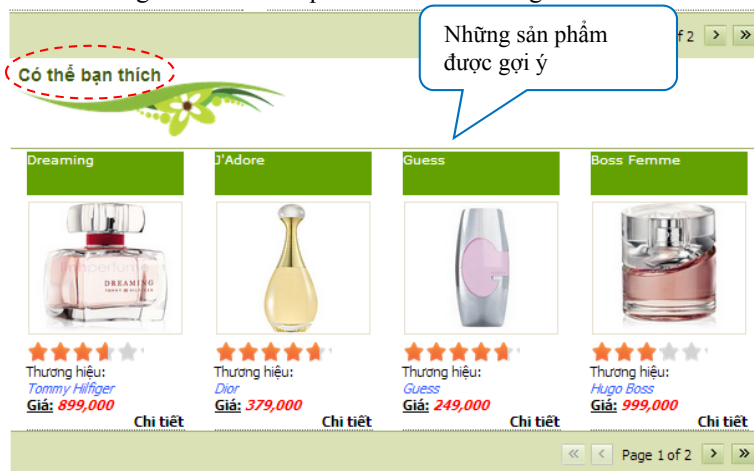 Những sản phẩm
được gợi ý
f 2 > »
Có thể bạn thích
Dreaming
J'Adore
Guess
Boss Femme
DREAMING
TOMMY HILFIGER
Thương hiệu:
Tommy Hilfiger
Giá: 899,000
Chi tiết
Thương hiệu:
Dior
Giá: 379,000
Chi tiết
Thương hiệu:
Guess
Giá: 249,000
Chi tiết
Thương hiệu:
Hugo Boss
Giá: 999,000
Chi tiết
« < Page 1 of 2 > »